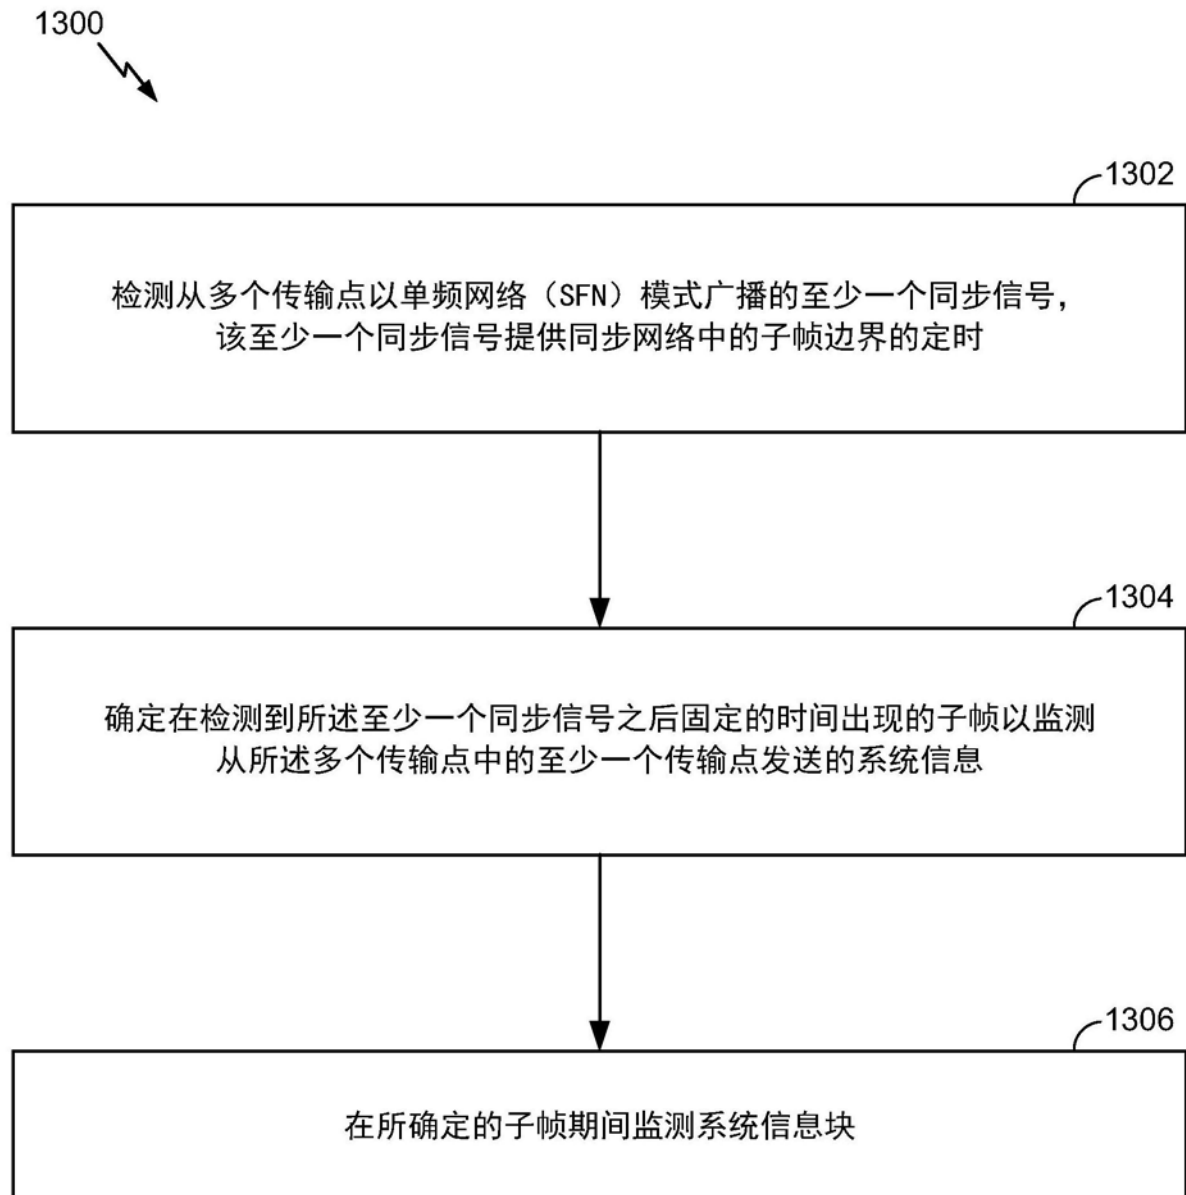 1300
1302
检测从多个传输点以单频网络（SFN）模式广播的至少一个同步信号，
该至少一个同步信号提供同步网络中的子帧边界的定时
1304
确定在检测到所述至少一个同步信号之后固定的时间出现的子帧以监测
从所述多个传输点中的至少一个传输点发送的系统信息
1306
在所确定的子帧期间监测系统信息块